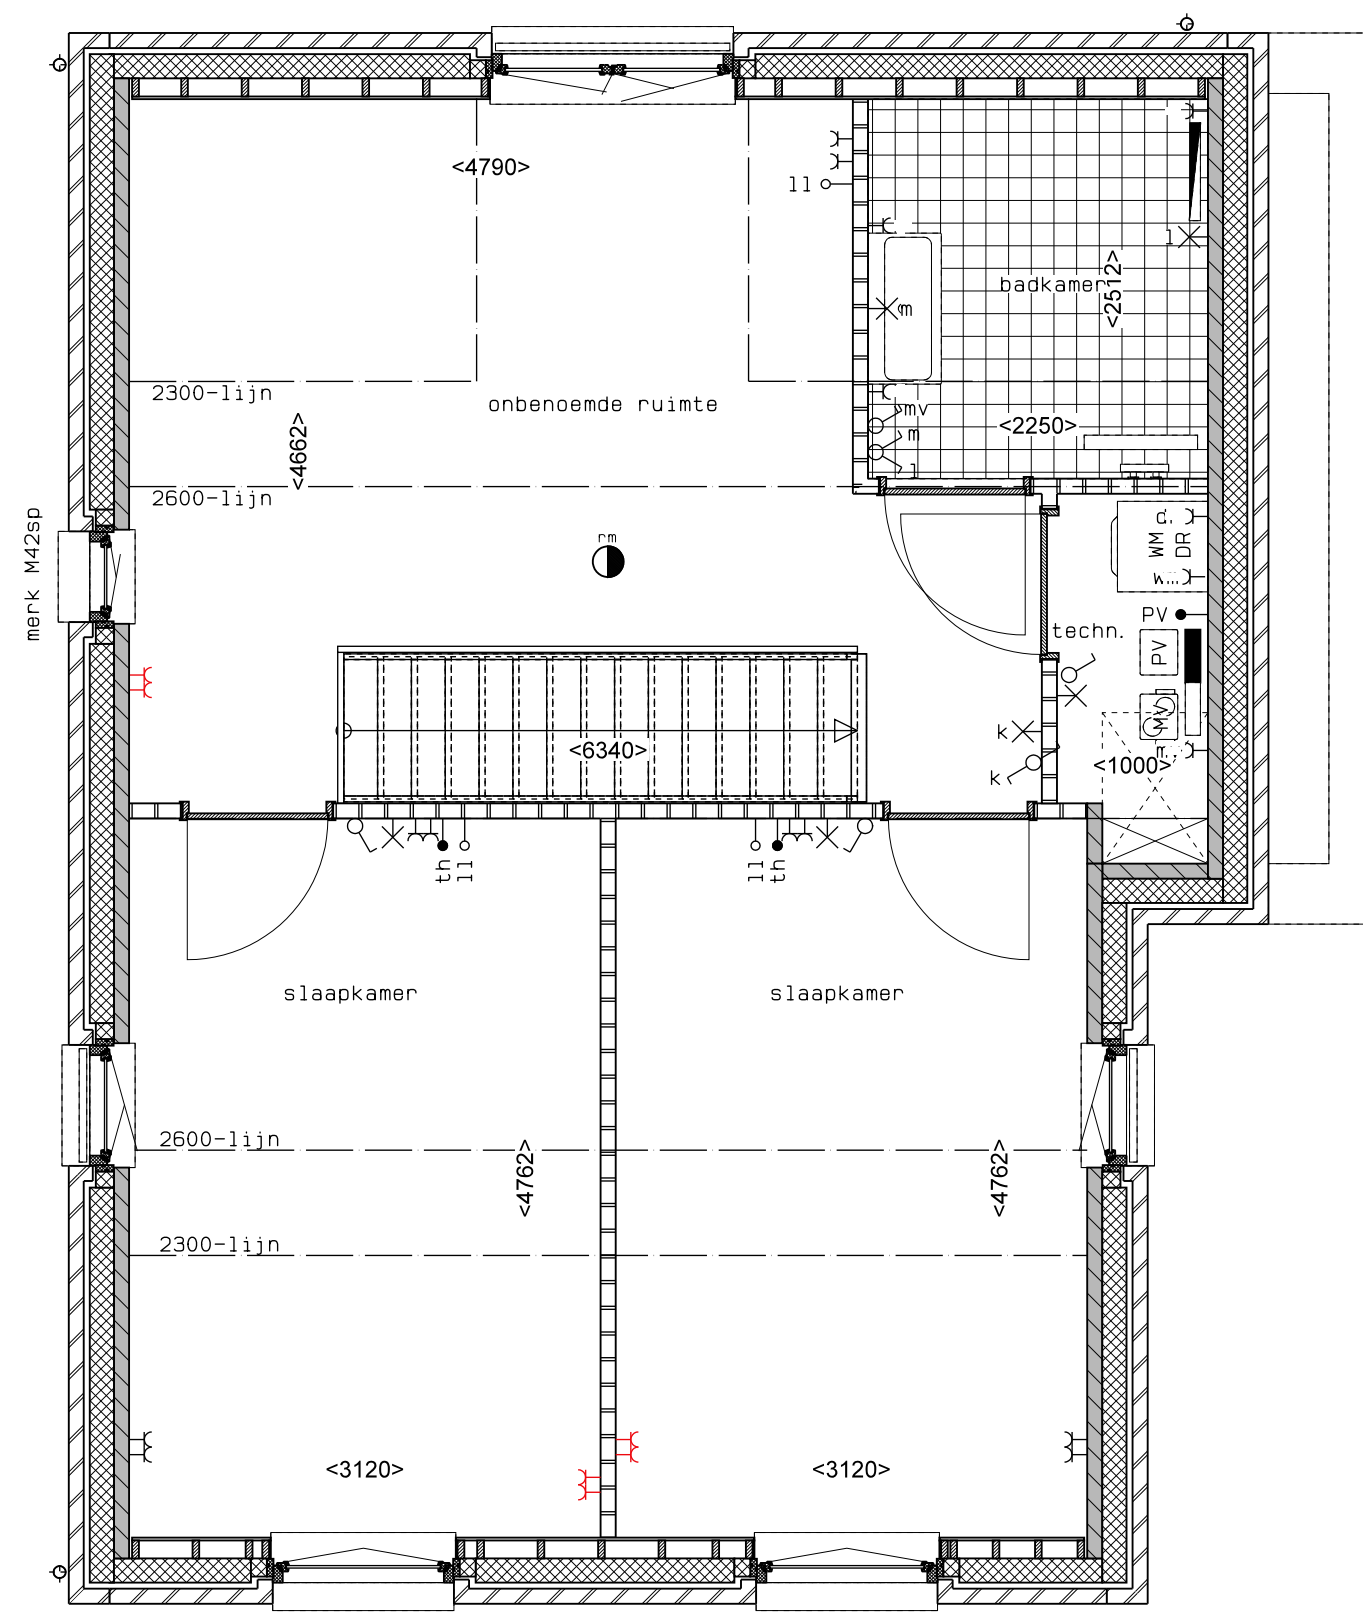 <4790>
ll
l
badkamer
<2512>
m
2300-lijn
onbenoemde ruimte
mv
<2250>
m
l
<4662>
2600-lijn
merk M42sp
rm
d.
WM
DR
PV
techn.
PV
MV
k
<6340>
m.
<1000>
k
th
ll
ll
th
slaapkamer
slaapkamer
2600-lijn
<4762>
<4762>
2300-lijn
<3120>
<3120>